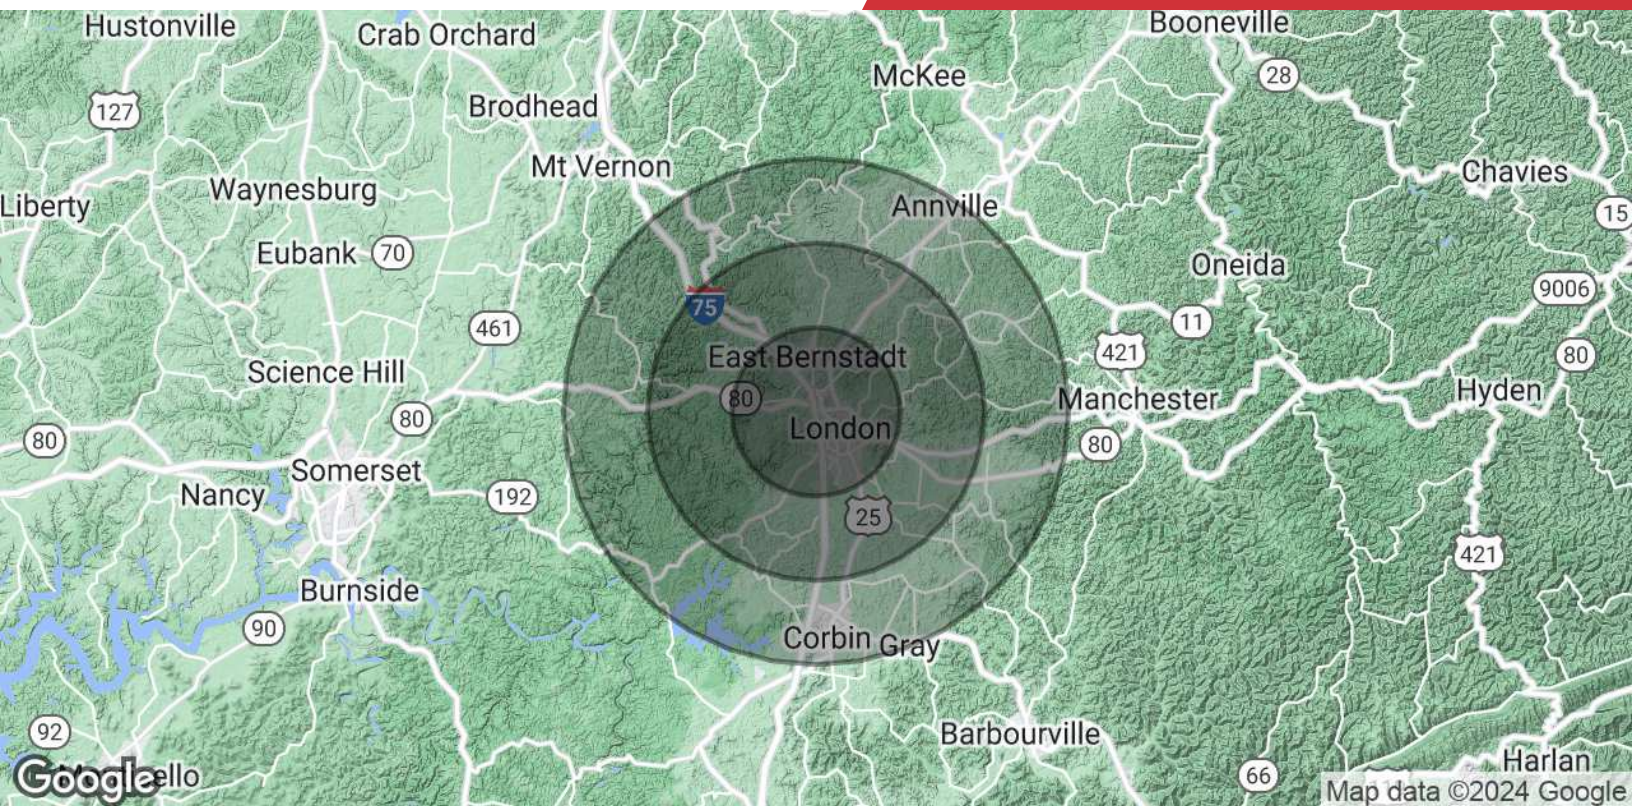 Hustonville
Crab Orchard
Booneville
McKee
28
127
Brodhead
Mt Vernon
Chavies
Waynesburg
Liberty
Annville
15
Eubank
70
Oneida
9006
75
461
11
421
80
East Bernstadt
Science Hill
80
Manchester
Hyden
80
London
80
80
Somerset
Nancy
192
25
421
Burnside
90
Corbin
Gray
92
Barbourville
Harlan
66
Google
Map data ©2024 Google